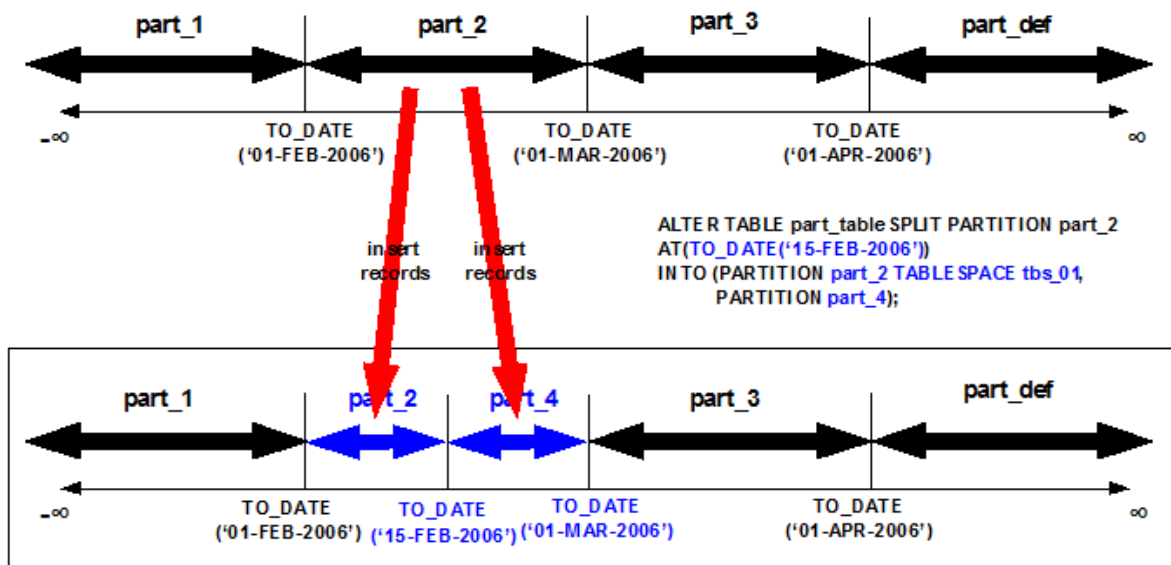 part_1 part_2 part_3 part_def
-∞ TO_DATE TO_DATE TO_DATE ∞
(‘01-FEB-2006’) (‘01-MAR-2006’) (‘01-APR-2006’)
ALTER TABLE part_table SPLIT PARTITION part_2
AT(TO_DATE(‘15-FEB-2006’))
INTO (PARTITION part_2 TABLESPACE tbs_01,
PARTITION part_4);
insert insert
records records
part_1 part_2 part_4 part_3 part_def
-∞ TO_DATE TO_DATE TO_DATE TO_DATE ∞
(‘01-FEB-2006’) (‘15-FEB-2006’) (‘01-MAR-2006’) (‘01-APR-2006’)